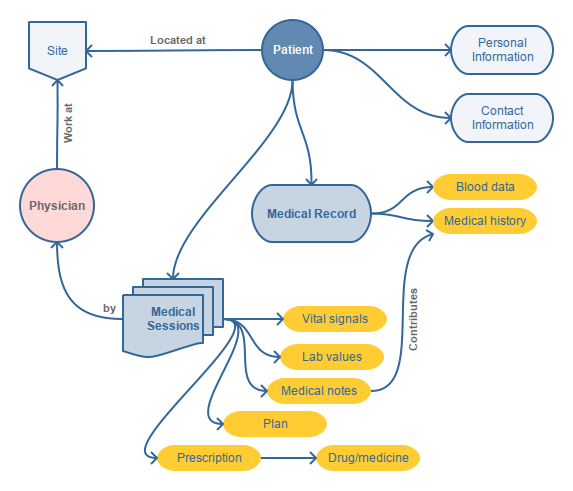 Located at
Site
Patient
Personal
Information
Contact
Information
Work at
Physician
Medical Record
Blood data
Medical history
by
Medical
Sessions
Vital signals
Contributes
Lab values
Medical notes
Plan
Prescription
Drug/medicine